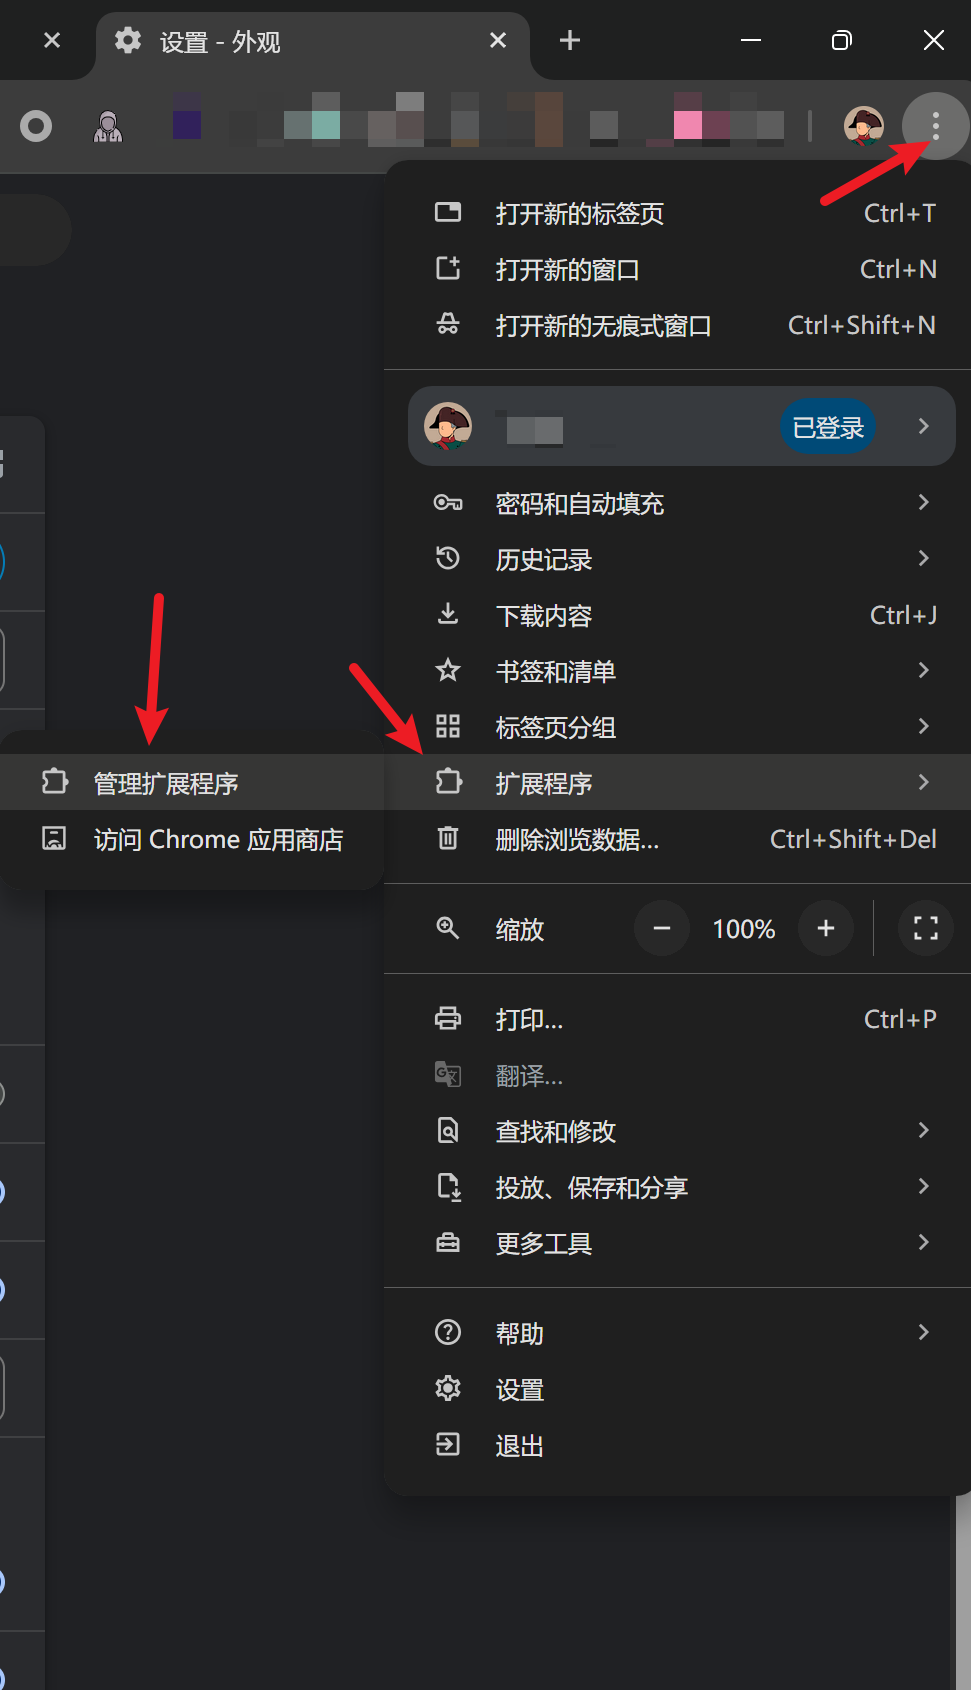 设置 - 外观
打开新的标签页 Ctrl+T
打开新的窗口 Ctrl+N
打开新的无痕式窗口 Ctrl+Shift+N
已登录
密码和自动填充
历史记录
下载内容 Ctrl+J
书签和清单
标签页分组
管理扩展程序
扩展程序
访问 Chrome 应用商店
删除浏览数据... Ctrl+Shift+Del
缩放 100%
打印... Ctrl+P
翻译...
查找和修改
投放、保存和分享
更多工具
帮助
设置
退出